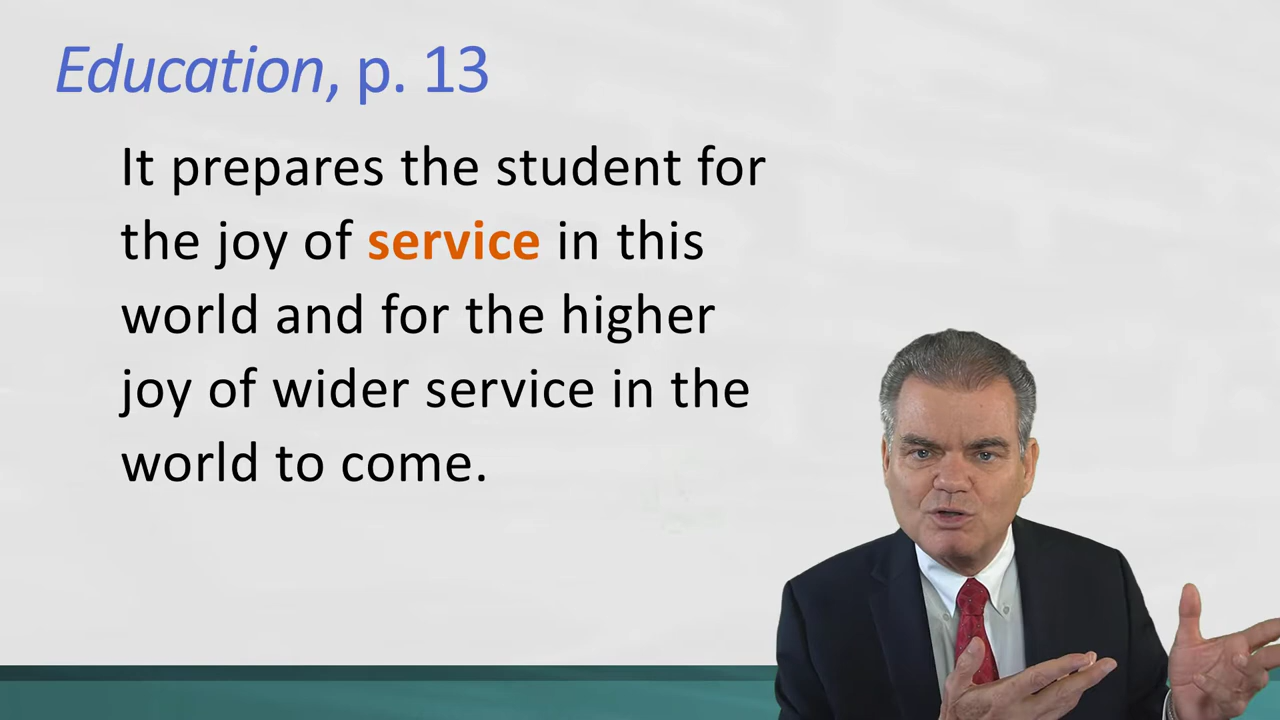 Education, p. 13
It prepares the student for
the joy of service in this
world and for the higher
joy of wider service in the
world to come.